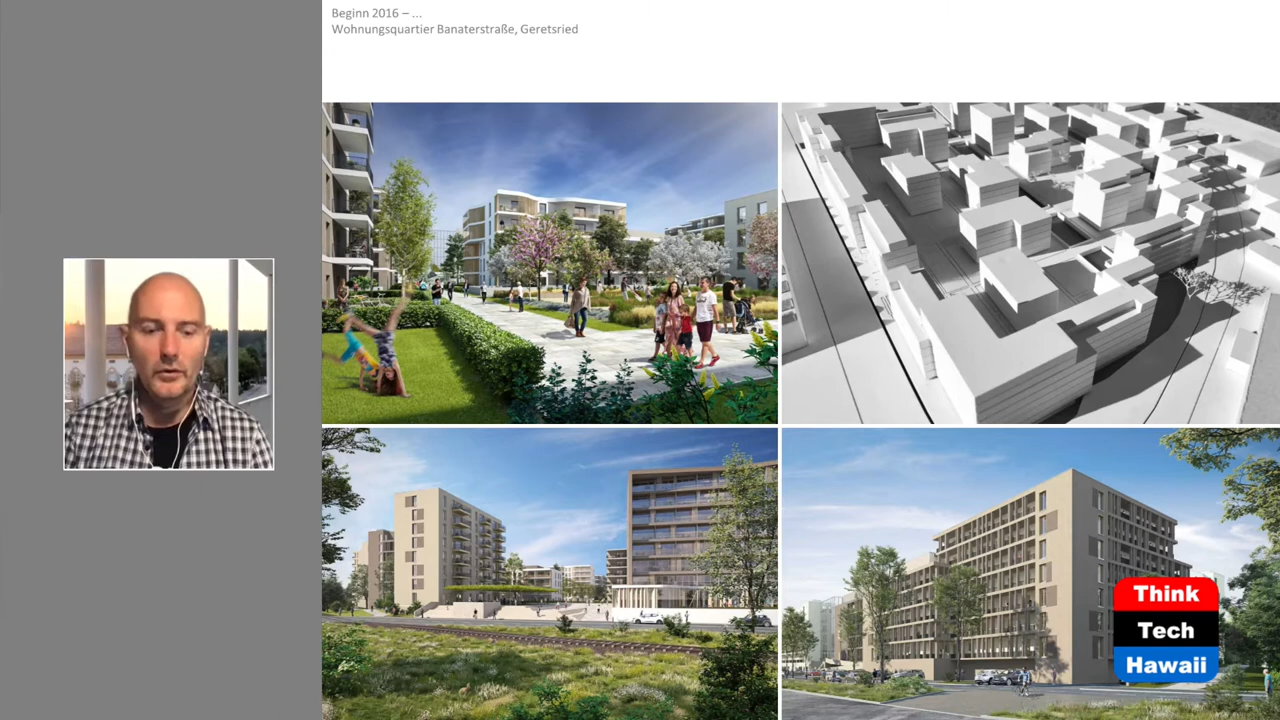 Beginn 2016 – ...
Wohnungsquartier Banaterstraße, Geretsried
Think
Tech
Hawaii